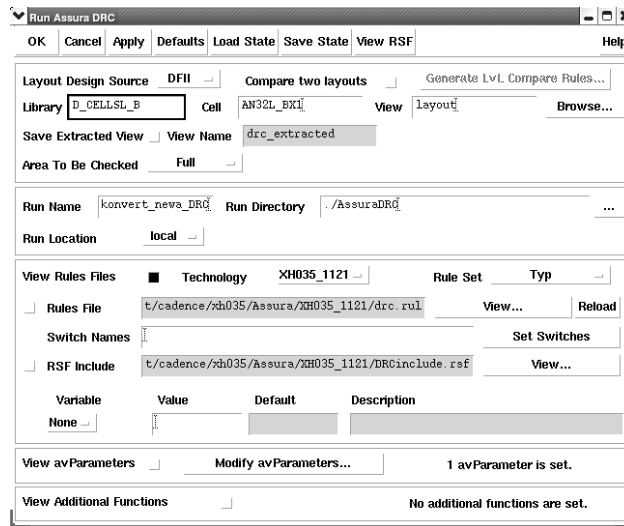 Run Assura DRC
OK Cancel Apply Defaults Load State Save State View RSF Help
Layout Design Source DFII Compare two layouts Generate LvL Compare Rules...
Library D_CELLSL_B Cell AN32L_BX1 View layout Browse...
Save Extracted View View Name drc_extracted
Area To Be Checked Full
Run Name konvert_newa_DRC Run Directory ./AssuraDRC ...
Run Location local
View Rules Files Technology XH035_1121 Rule Set Typ
Rules File t/cadence/xh035/Assura/XH035_1121/drc.rul View... Reload
Switch Names Set Switches
RSF Include t/cadence/xh035/Assura/XH035_1121/DRCinclude.rsf View...
Variable Value Default Description
None
View avParameters Modify avParameters... 1 avParameter is set.
View Additional Functions No additional functions are set.